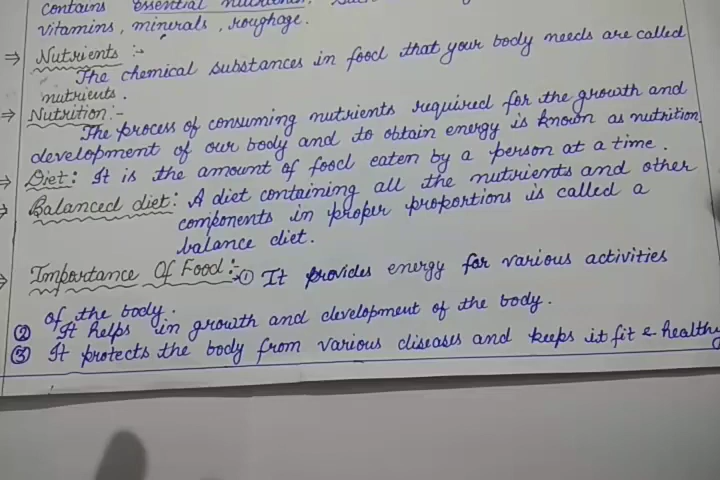 contains essential
vitamins, minerals, roughage.
⇒ Nutrients :-
The chemical substances in food that your body needs are called
nutrients.
⇒ Nutrition:-
The process of consuming nutrients required for the growth and
development of our body and to obtain energy is known as nutrition.
⇒ Diet: It is the amount of food eaten by a person at a time.
Balanced diet: A diet containing all the nutrients and other
components in proper proportions is called a
balance diet.
Importance Of Food:- ① It provides energy for various activities
of the body.
② It helps in growth and development of the body.
③ It protects the body from various diseases and keeps it fit & healthy